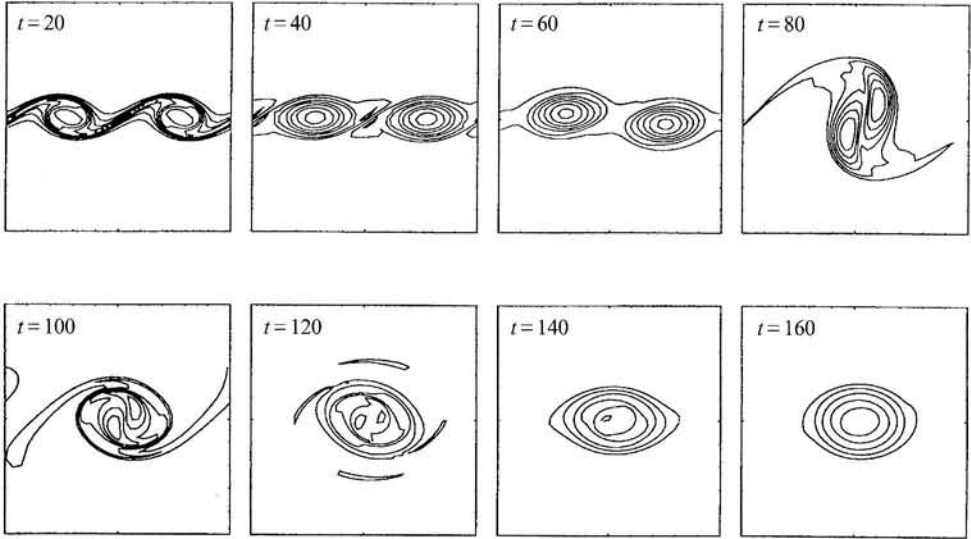 t = 20
t = 40
t = 60
t = 80
t = 100
t = 120
t = 140
t = 160